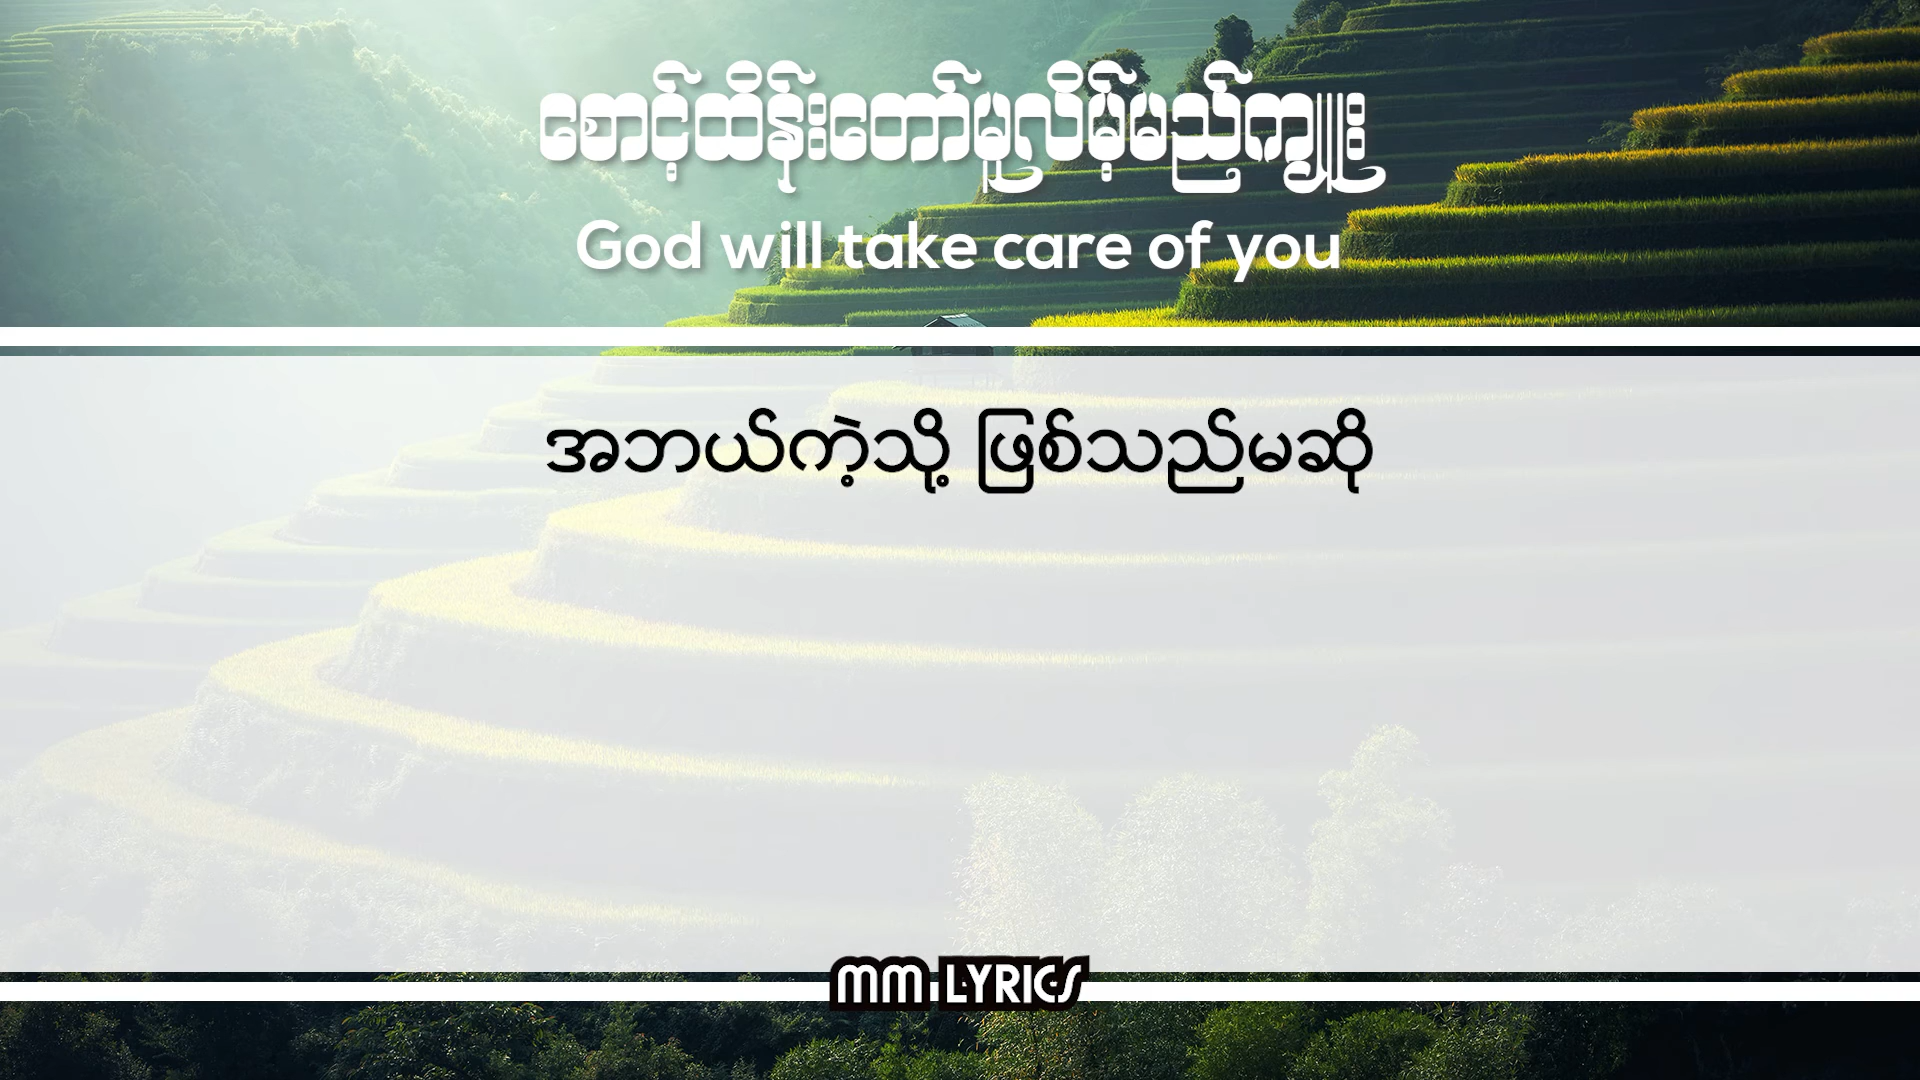 စောင့်ထိန်းတော်မူလိမ့်မည်ကျွုး
God will take care of you
အဘယ်ကဲ့သို့ ဖြစ်သည်မဆို
MM LYRICS